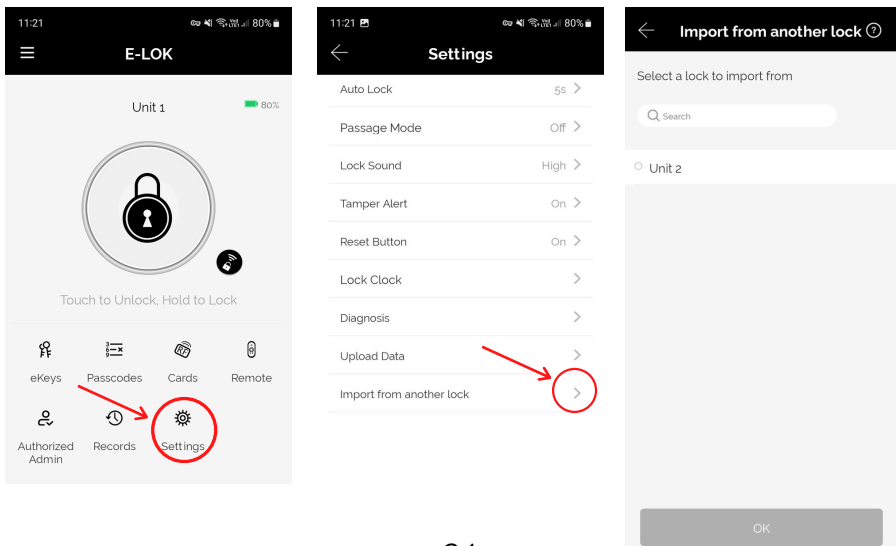 11:21
80%
E-LOK
Unit 1
80%
Touch to Unlock, Hold to Lock
eKeys
Passcodes
Cards
Remote
Authorized
Admin
Records
Settings
11:21
80%
Settings
Auto Lock 5s
Passage Mode Off
Lock Sound High
Tamper Alert On
Reset Button On
Lock Clock
Diagnosis
Upload Data
Import from another lock
Import from another lock ?
Select a lock to import from
Search
Unit 2
OK